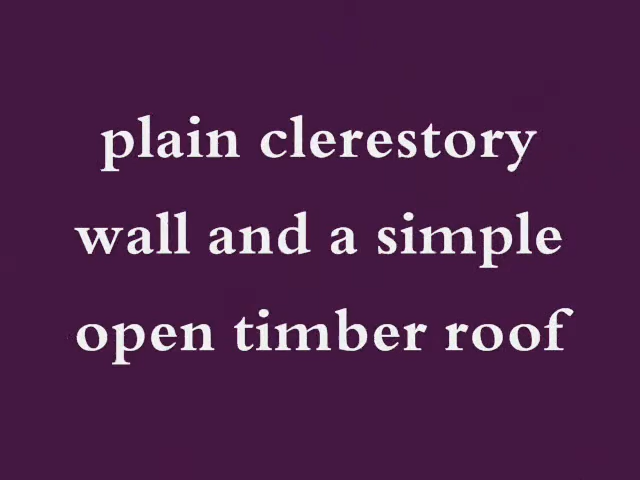 plain clerestory
wall and a simple
open timber roof